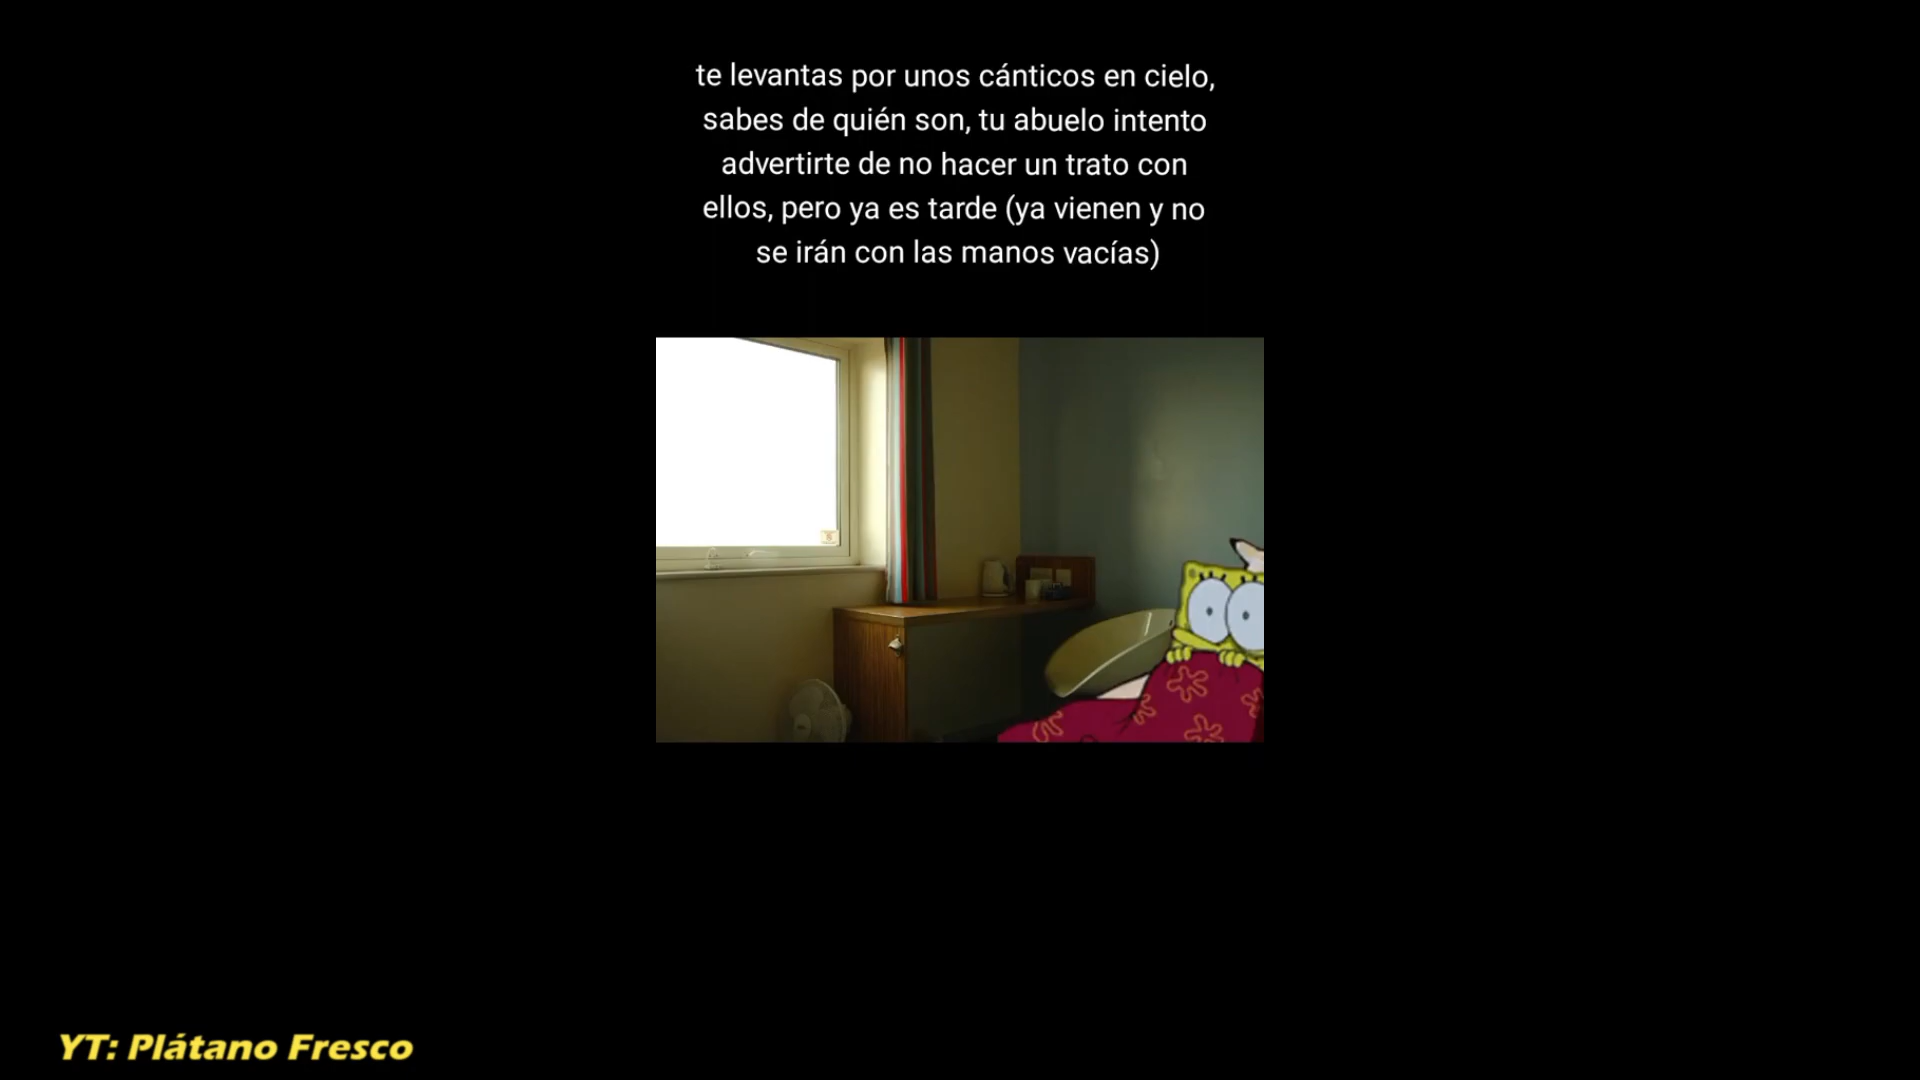 te levantas por unos cánticos en cielo,
sabes de quién son, tu abuelo intento
advertirte de no hacer un trato con
ellos, pero ya es tarde (ya vienen y no
se irán con las manos vacías)
YT: Plátano Fresco